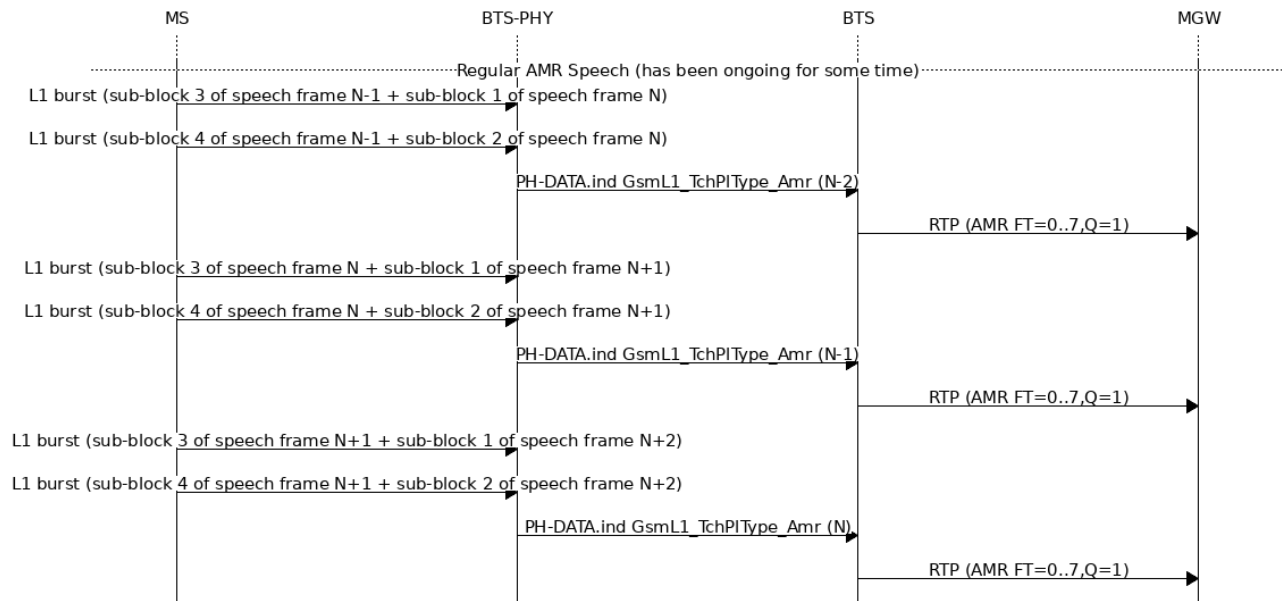 MS BTS-PHY BTS MGW
Regular AMR Speech (has been ongoing for some time)
L1 burst (sub-block 3 of speech frame N-1 + sub-block 1 of speech frame N)
L1 burst (sub-block 4 of speech frame N-1 + sub-block 2 of speech frame N)
PH-DATA.ind GsmL1_TchPlType_Amr (N-2)
RTP (AMR FT=0..7,Q=1)
L1 burst (sub-block 3 of speech frame N + sub-block 1 of speech frame N+1)
L1 burst (sub-block 4 of speech frame N + sub-block 2 of speech frame N+1)
PH-DATA.ind GsmL1_TchPlType_Amr (N-1)
RTP (AMR FT=0..7,Q=1)
L1 burst (sub-block 3 of speech frame N+1 + sub-block 1 of speech frame N+2)
L1 burst (sub-block 4 of speech frame N+1 + sub-block 2 of speech frame N+2)
PH-DATA.ind GsmL1_TchPlType_Amr (N)
RTP (AMR FT=0..7,Q=1)